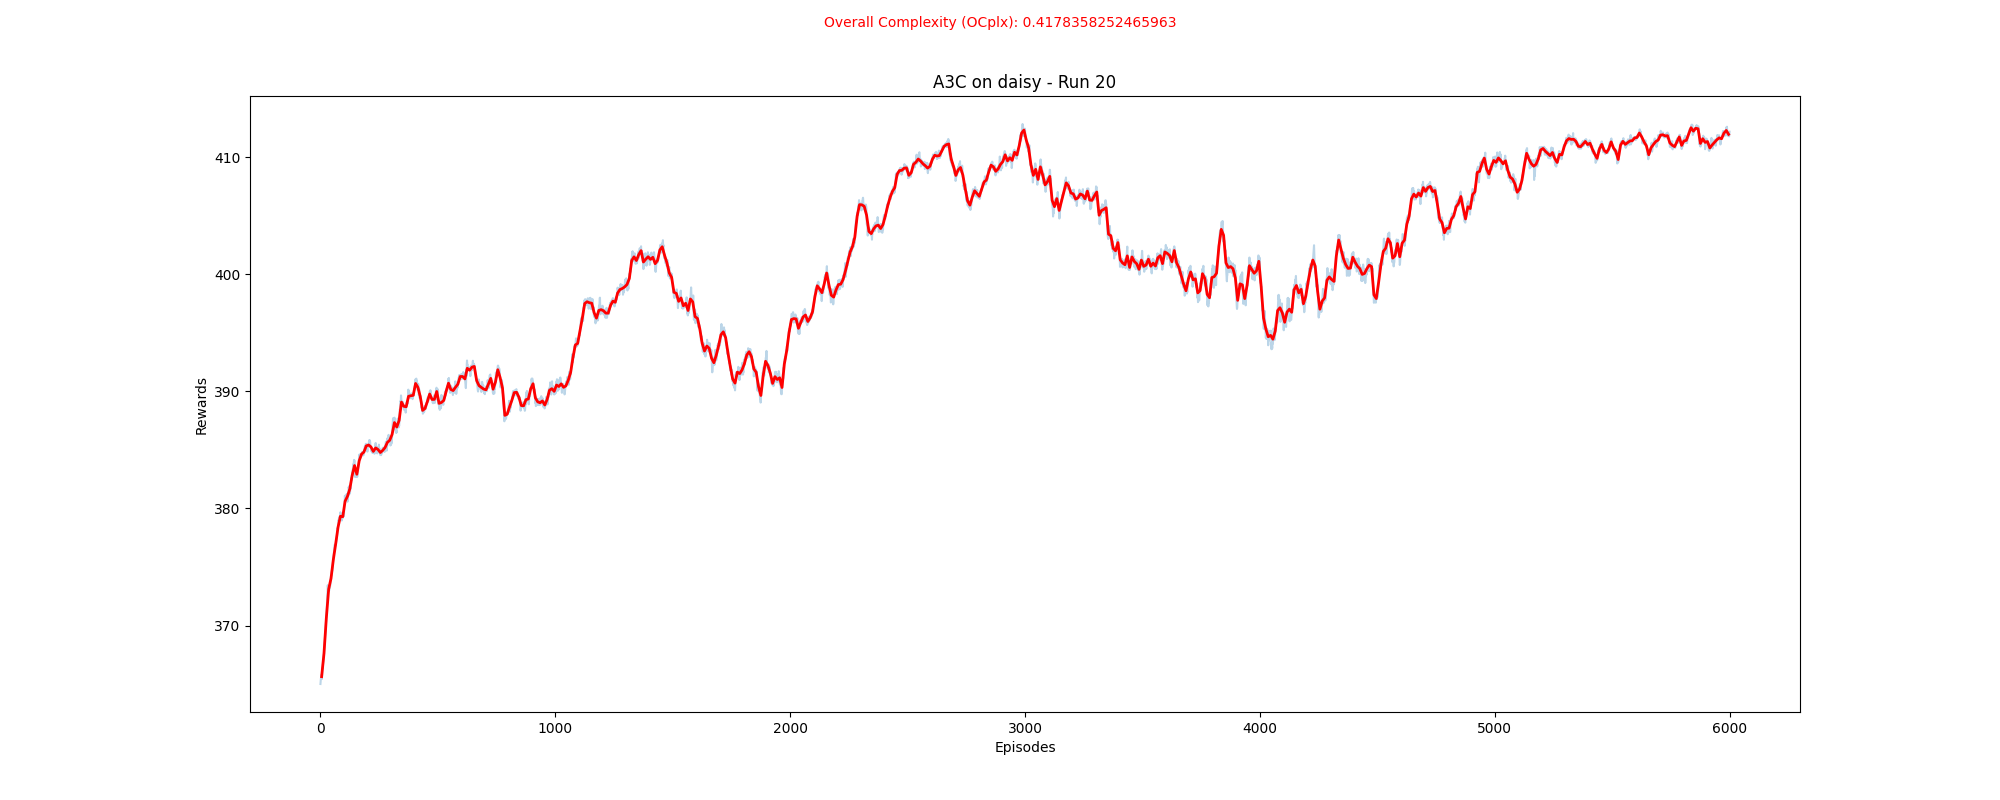 Overall Complexity (OCplx): 0.4178358252465963
A3C on daisy - Run 20
Rewards
410
400
390
380
370
0 1000 2000 3000 4000 5000 6000
Episodes